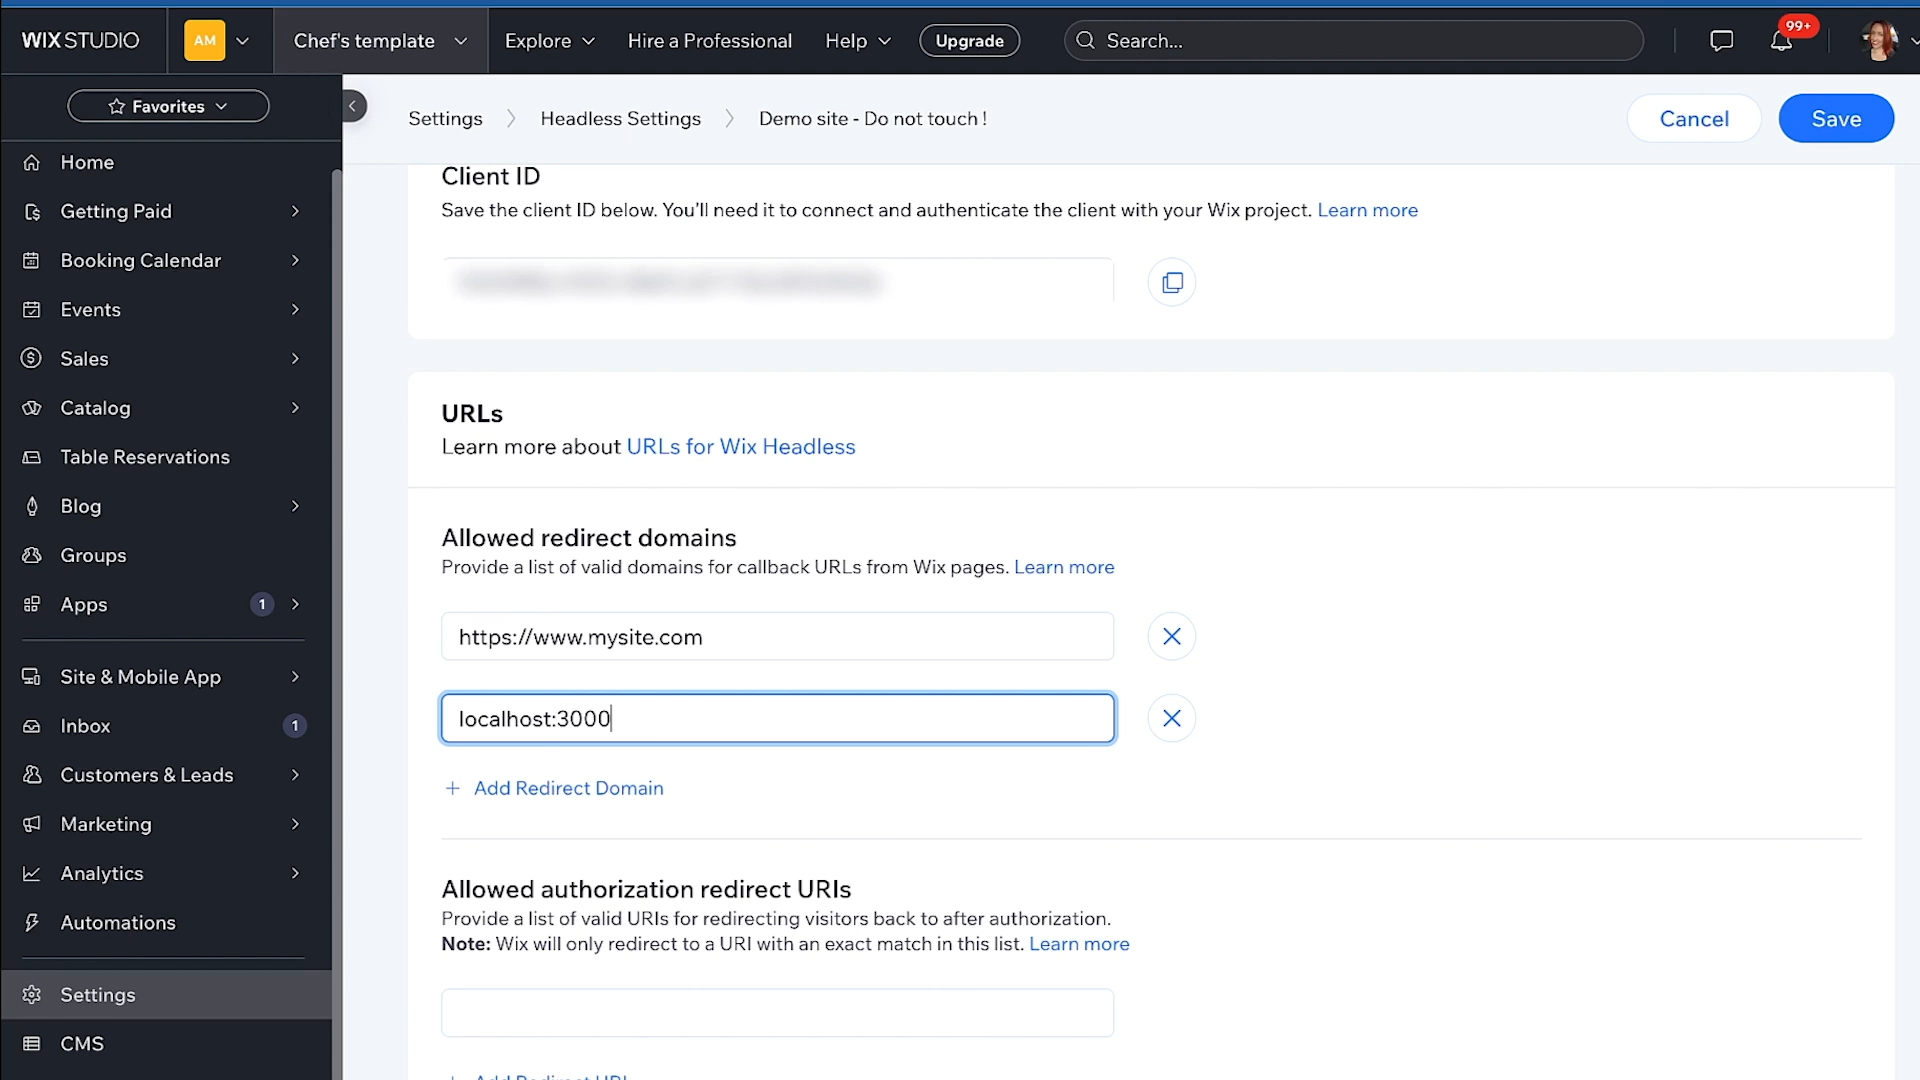 WIX STUDIO
AM
Chef's template
Explore
Hire a Professional
Help
Upgrade
Search...
99+
Favorites
Home
Getting Paid
Booking Calendar
Events
Sales
Catalog
Table Reservations
Blog
Groups
Apps
1
Site & Mobile App
Inbox
1
Customers & Leads
Marketing
Analytics
Automations
Settings
CMS
Settings
Headless Settings
Demo site - Do not touch !
Cancel
Save
Client ID
Save the client ID below. You'll need it to connect and authenticate the client with your Wix project. Learn more
URLs
Learn more about URLs for Wix Headless
Allowed redirect domains
Provide a list of valid domains for callback URLs from Wix pages. Learn more
https://www.mysite.com
localhost:3000
+ Add Redirect Domain
Allowed authorization redirect URIs
Provide a list of valid URIs for redirecting visitors back to after authorization.
Note: Wix will only redirect to a URI with an exact match in this list. Learn more
+ Add Redirect URI